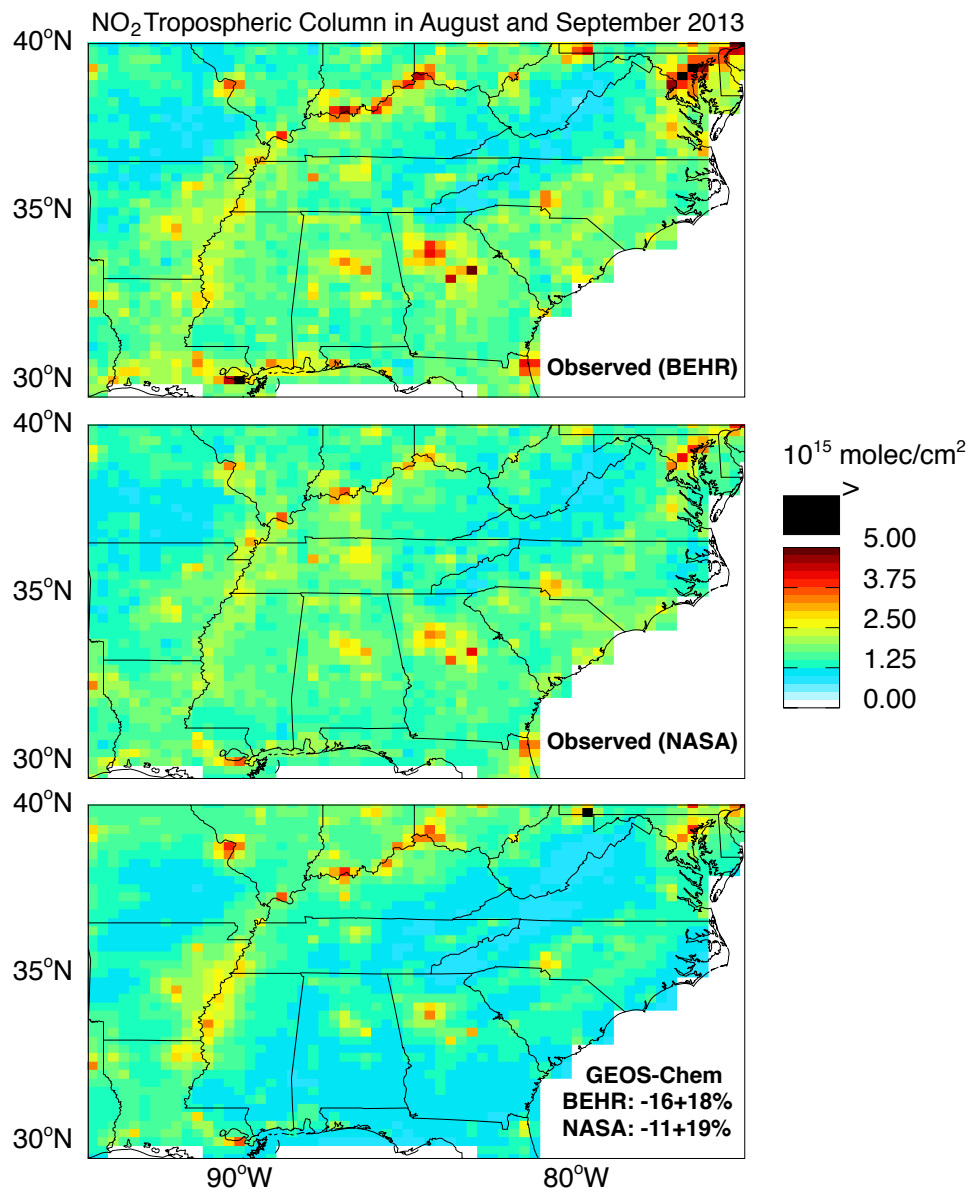 NO2 Tropospheric Column in August and September 2013
40°N
35°N
30°N
Observed (BEHR)
40°N
35°N
30°N
Observed (NASA)
10^15 molec/cm^2
>
5.00
3.75
2.50
1.25
0.00
40°N
35°N
30°N
GEOS-Chem
BEHR: -16+18%
NASA: -11+19%
90°W 80°W